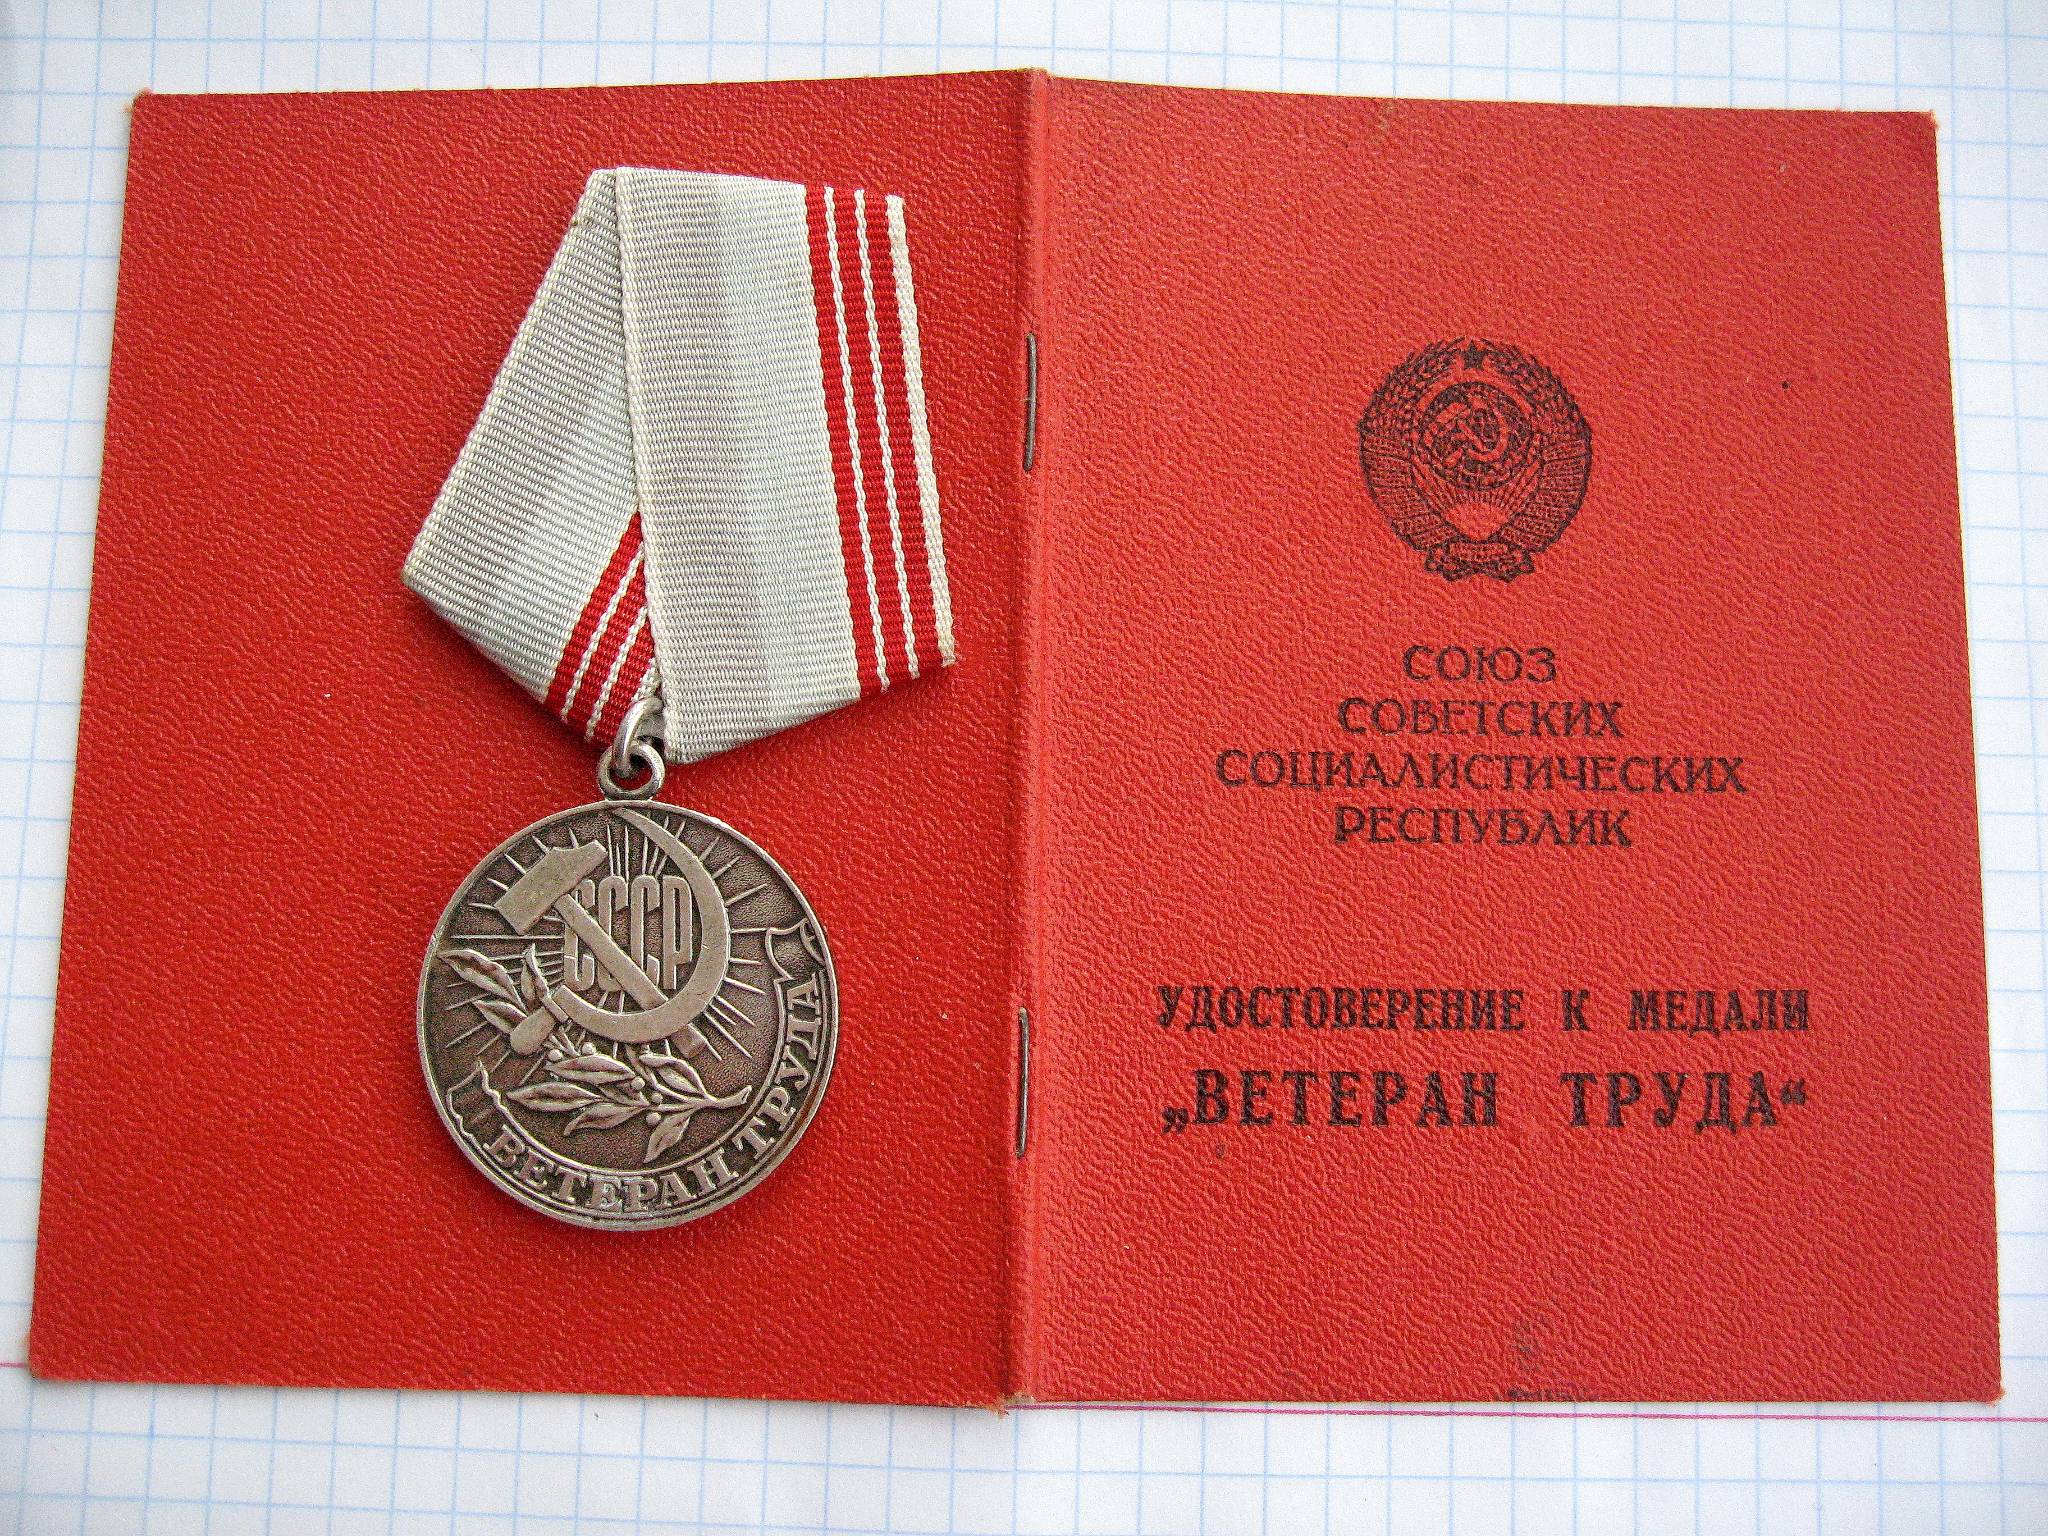 СССР
ВЕТЕРАН ТРУДА
СОЮЗ
СОВЕТСКИХ
СОЦИАЛИСТИЧЕСКИХ
РЕСПУБЛИК
УДОСТОВЕРЕНИЕ К МЕДАЛИ
„ВЕТЕРАН ТРУДА“